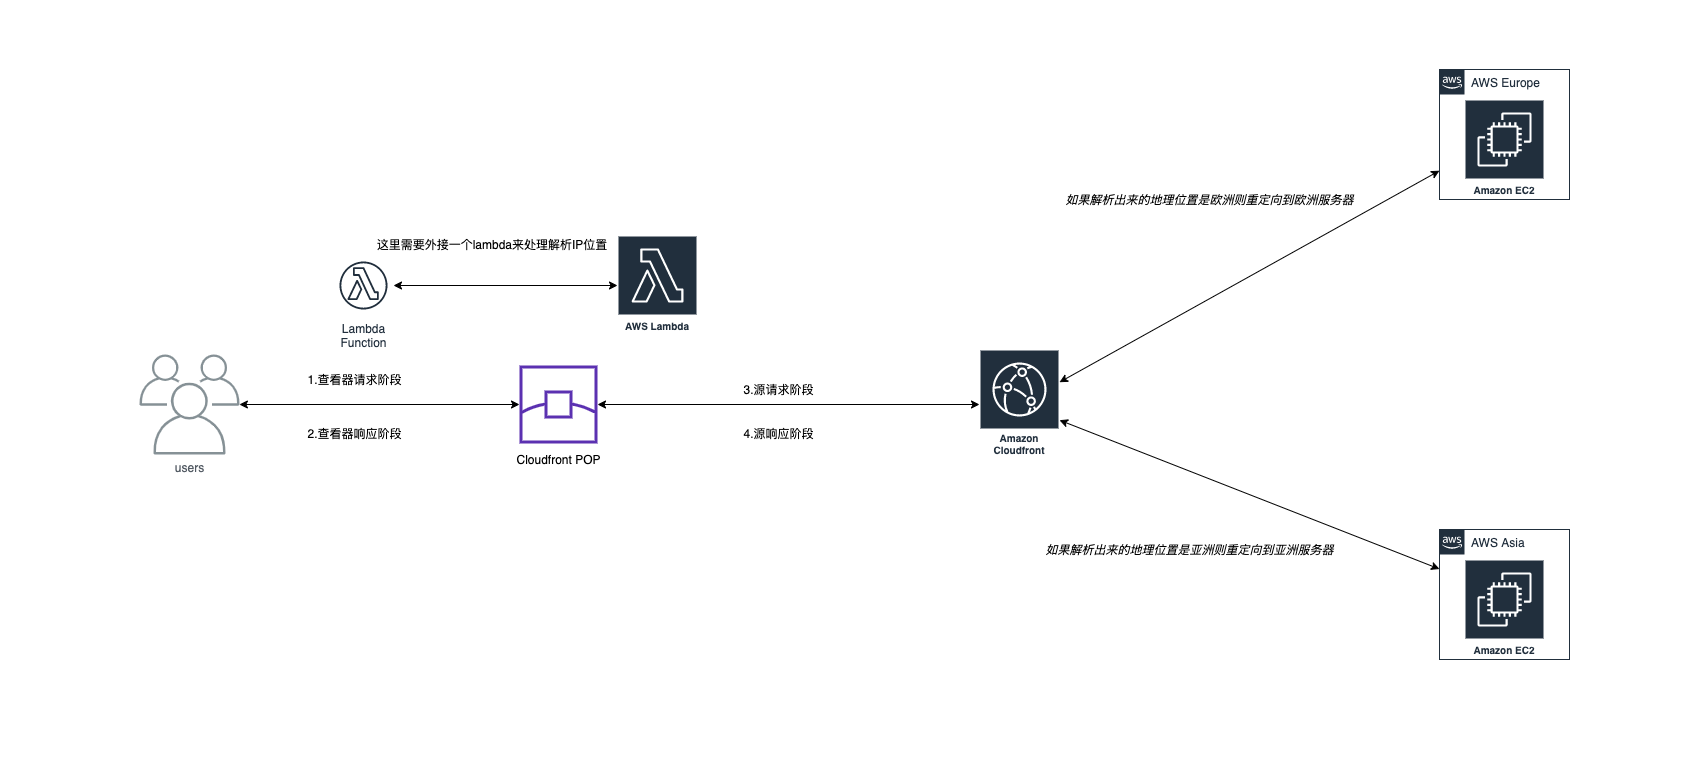 aws
AWS Europe
Amazon EC2
如果解析出来的地理位置是欧洲则重定向到欧洲服务器
这里需要外接一个lambda来处理解析IP位置
Lambda
Function
AWS Lambda
1.查看器请求阶段
2.查看器响应阶段
users
Cloudfront POP
3.源请求阶段
4.源响应阶段
Amazon
Cloudfront
如果解析出来的地理位置是亚洲则重定向到亚洲服务器
aws
AWS Asia
Amazon EC2